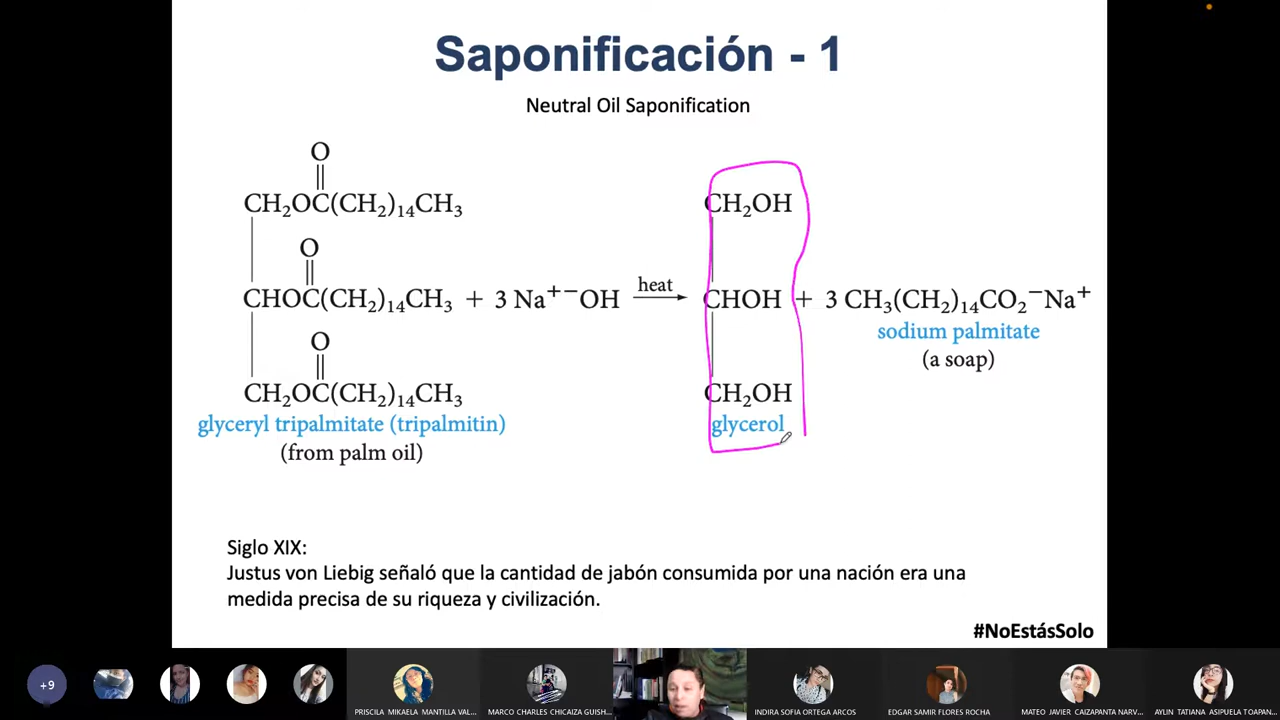 Saponificación - 1
Neutral Oil Saponification
O
CH₂OC(CH₂)₁₄CH₃
O
CHOC(CH₂)₁₄CH₃ + 3 Na⁺⁻OH heat CHOH + 3 CH₃(CH₂)₁₄CO₂⁻Na⁺
O
CH₂OC(CH₂)₁₄CH₃
glyceryl tripalmitate (tripalmitin)
(from palm oil)
CH₂OH
CH₂OH
glycerol
sodium palmitate
(a soap)
Siglo XIX:
Justus von Liebig señaló que la cantidad de jabón consumida por una nación era una
medida precisa de su riqueza y civilización.
#NoEstásSolo
+9
PRISCILA MIKAELA MANTILLA VAL...
MARCO CHARLES CHICAIZA GUISH...
INDIRA SOFIA ORTEGA ARCOS
EDGAR SAMIR FLORES ROCHA
MATEO JAVIER CAIZAPANTA NARV...
AYLIN TATIANA ASIPUELA TOAPAN...